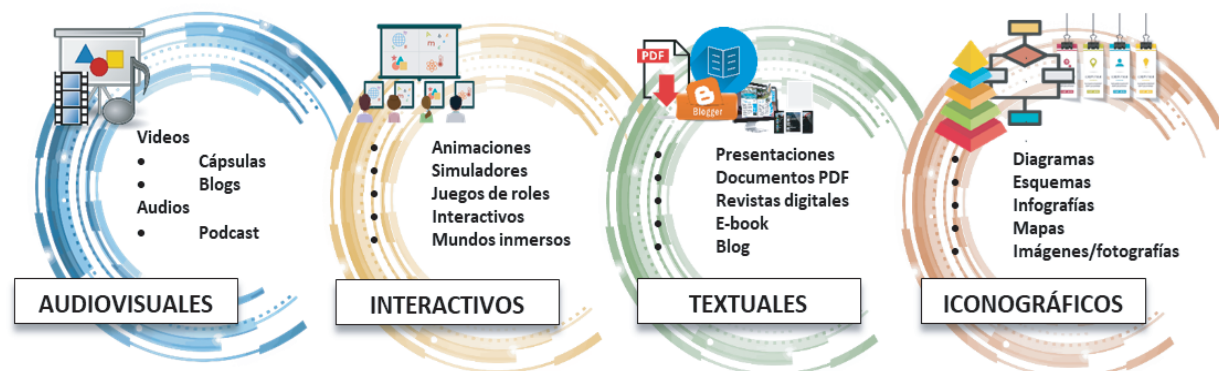 Videos
• Cápsulas
• Blogs
Audios
• Podcast
AUDIOVISUALES
• Animaciones
• Simuladores
• Juegos de roles
• Interactivos
• Mundos inmersos
INTERACTIVOS
PDF
Blogger
• Presentaciones
• Documentos PDF
• Revistas digitales
• E-book
• Blog
TEXTUALES
• Diagramas
• Esquemas
• Infografías
• Mapas
• Imágenes/fotografías
ICONOGRÁFICOS